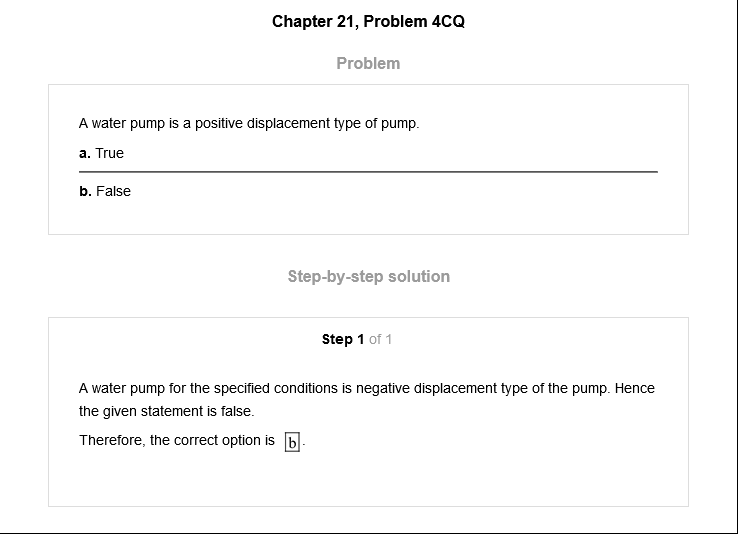 Chapter 21, Problem 4CQ
Problem
A water pump is a positive displacement type of pump.
a. True
b. False
Step-by-step solution
Step 1 of 1
A water pump for the specified conditions is negative displacement type of the pump. Hence
the given statement is false.
Therefore, the correct option is b.